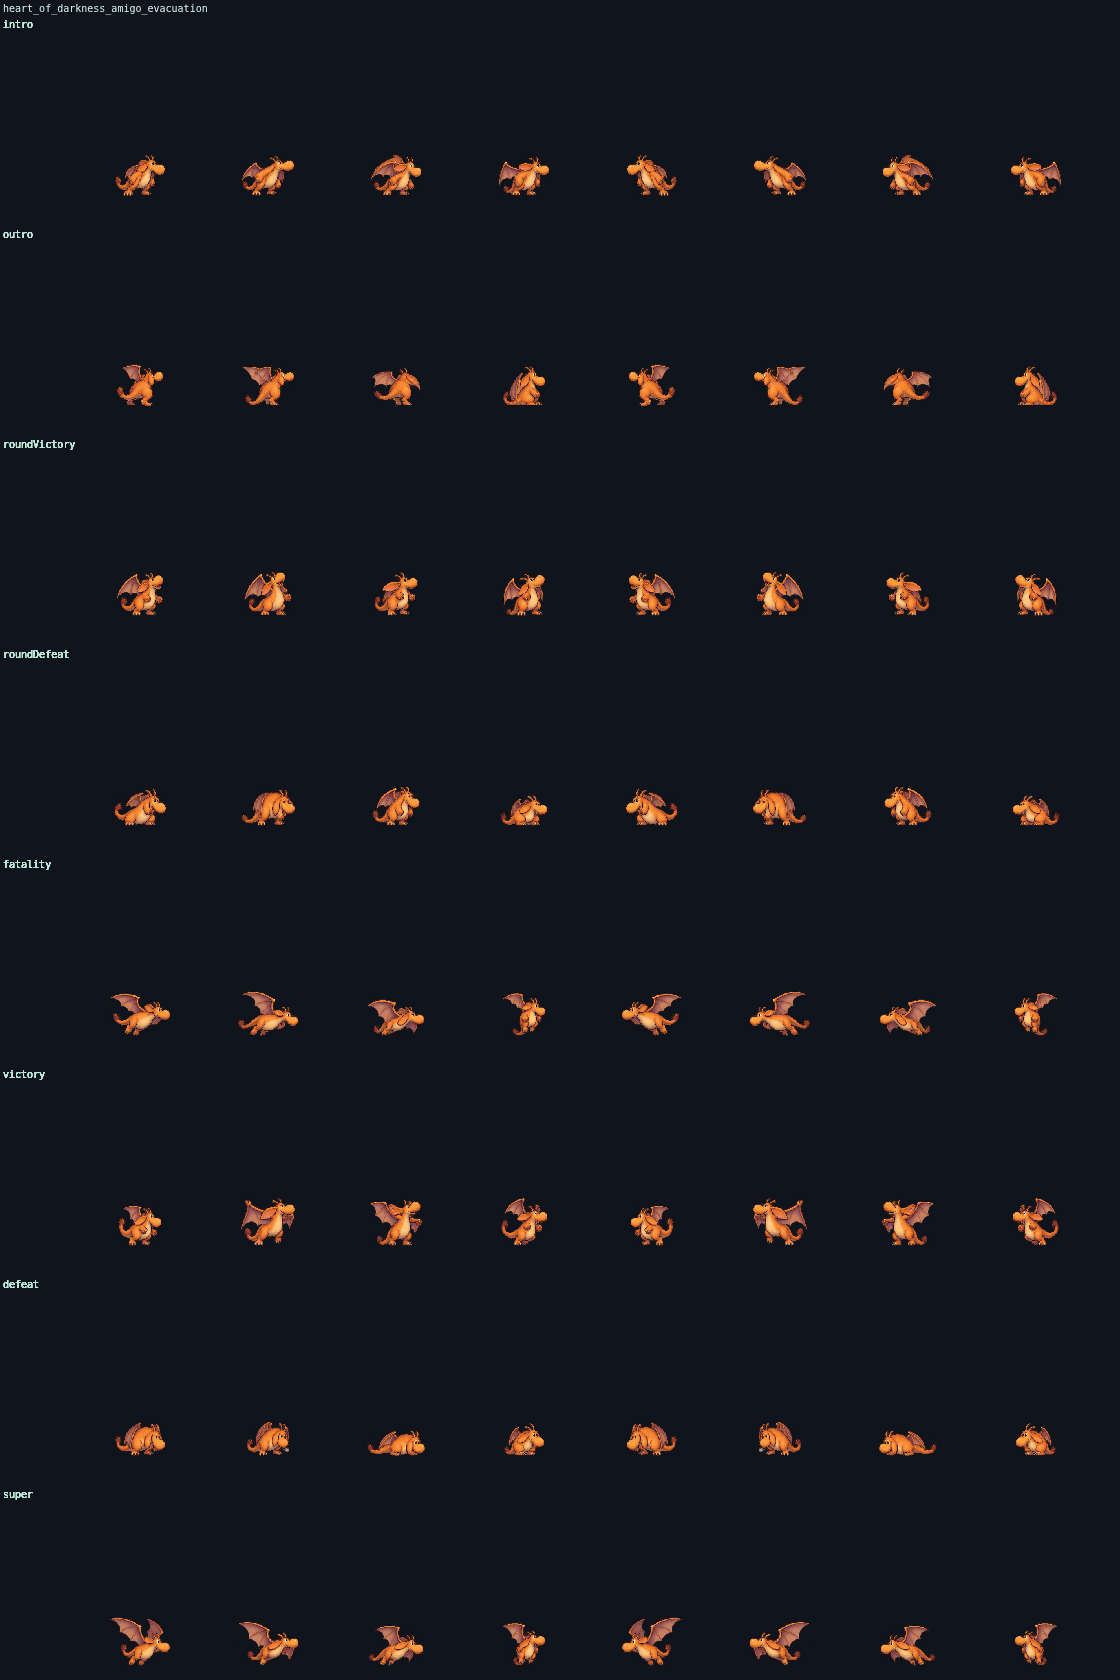 heart_of_darkness_amigo_evacuation
intro
outro
roundVictory
roundDefeat
fatality
victory
defeat
super